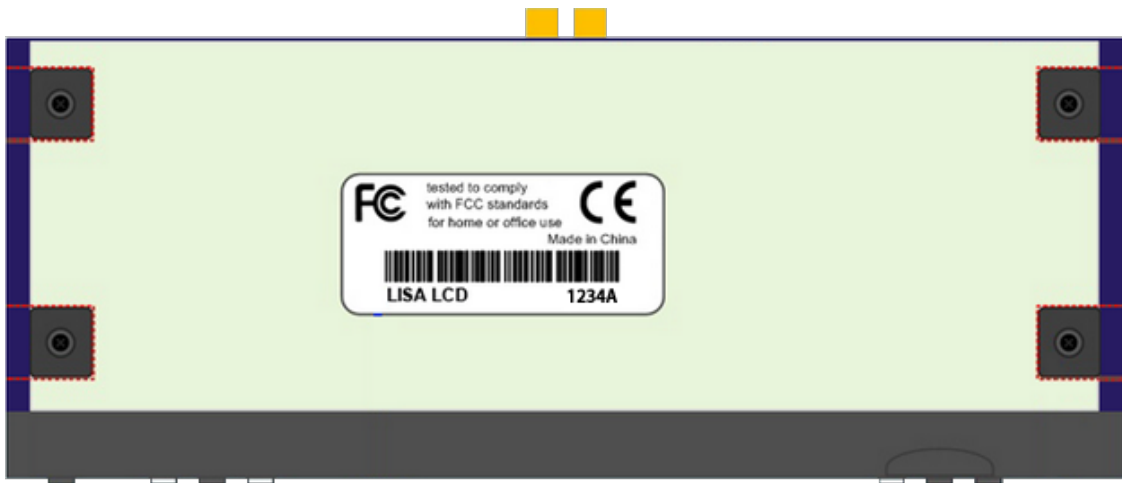 FC
tested to comply
with FCC standards
for home or office use
CE
Made in China
LISA LCD 1234A